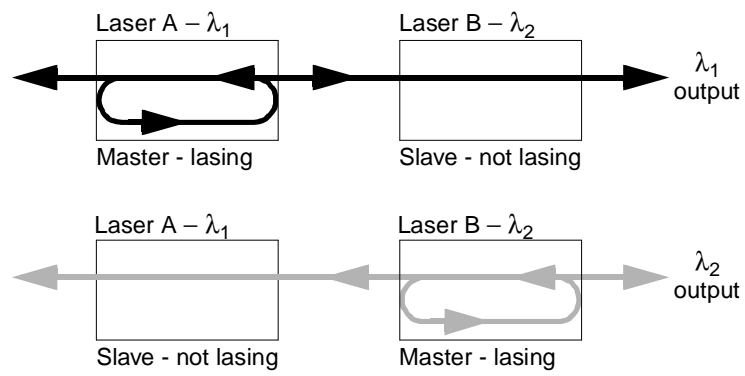 Laser A – λ1
Laser B – λ2
λ1
output
Master - lasing
Slave - not lasing
Laser A – λ1
Laser B – λ2
λ2
output
Slave - not lasing
Master - lasing